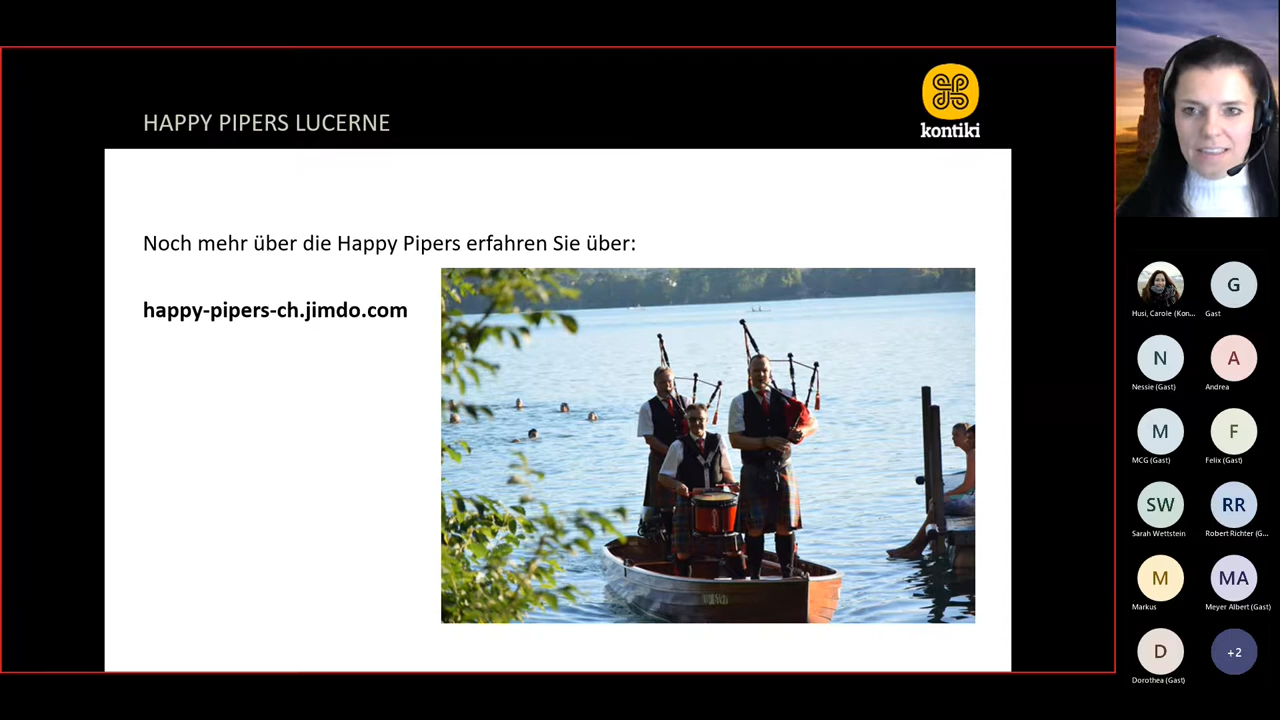 HAPPY PIPERS LUCERNE
kontiki
Noch mehr über die Happy Pipers erfahren Sie über:
happy-pipers-ch.jimdo.com
Husi, Carole (Kon...
G
Gast
N
Nessie (Gast)
A
Andrea
M
MCG (Gast)
F
Felix (Gast)
SW
Sarah Wettstein
RR
Robert Richter (G...
M
Markus
MA
Meyer Albert (Gast)
D
Dorothea (Gast)
+2